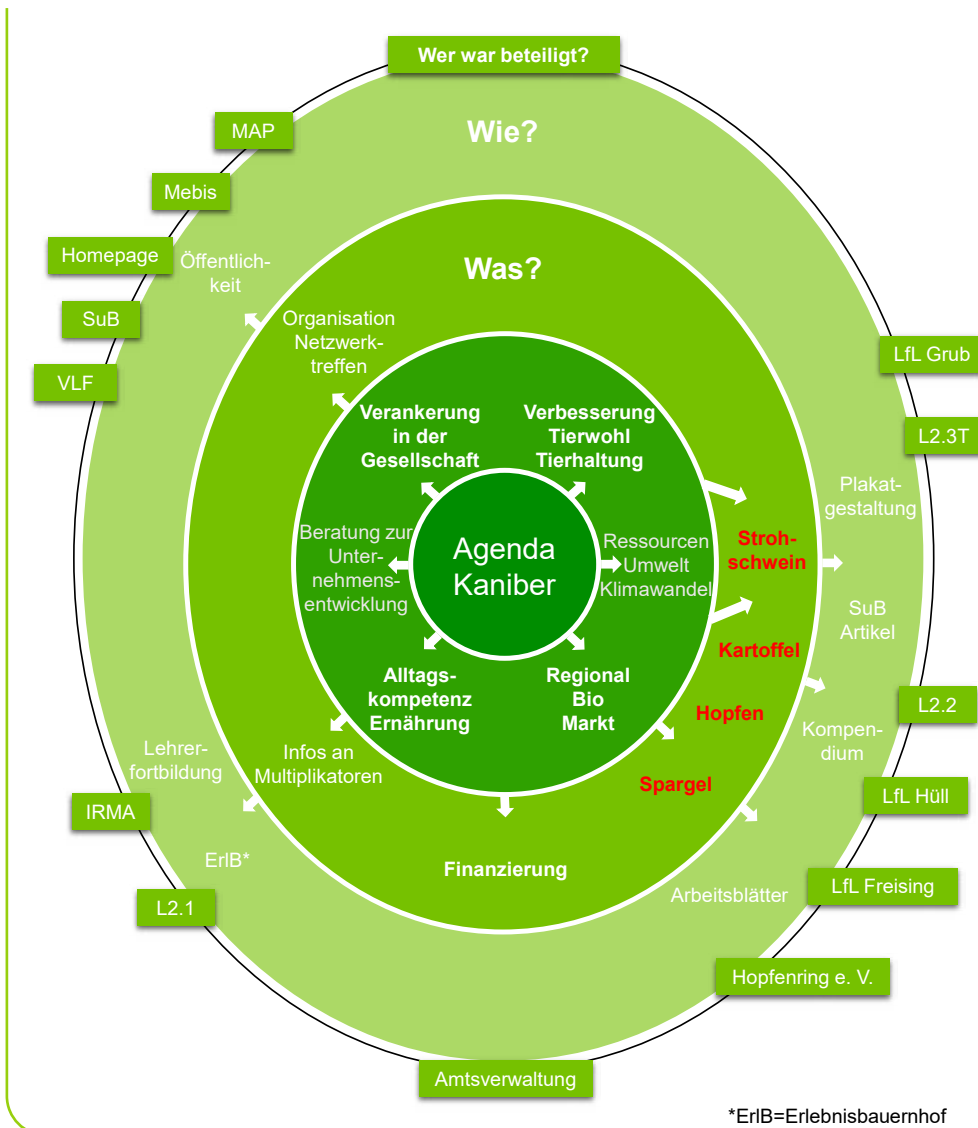 Wer war beteiligt?
Wie?
MAP
Mebis
Homepage
SuB
VLF
Öffentlich-
keit
Was?
Organisation
Netzwerk-
treffen
Verankerung
in der
Gesellschaft
Verbesserung
Tierwohl
Tierhaltung
Beratung zur
Unter-
nehmens-
entwicklung
Agenda
Kaniber
Ressourcen
Umwelt
Klimawandel
Alltags-
kompetenz
Ernährung
Regional
Bio
Markt
Stroh-
schwein
Kartoffel
Hopfen
Spargel
Infos an
Multiplikatoren
Finanzierung
LfL Grub
L2.3T
Plakat-
gestaltung
SuB
Artikel
L2.2
Kompen-
dium
LfL Hüll
LfL Freising
Arbeitsblätter
Hopfenring e. V.
Lehrer-
fortbildung
IRMA
ErlB*
L2.1
Amtsverwaltung
*ErlB=Erlebnisbauernhof